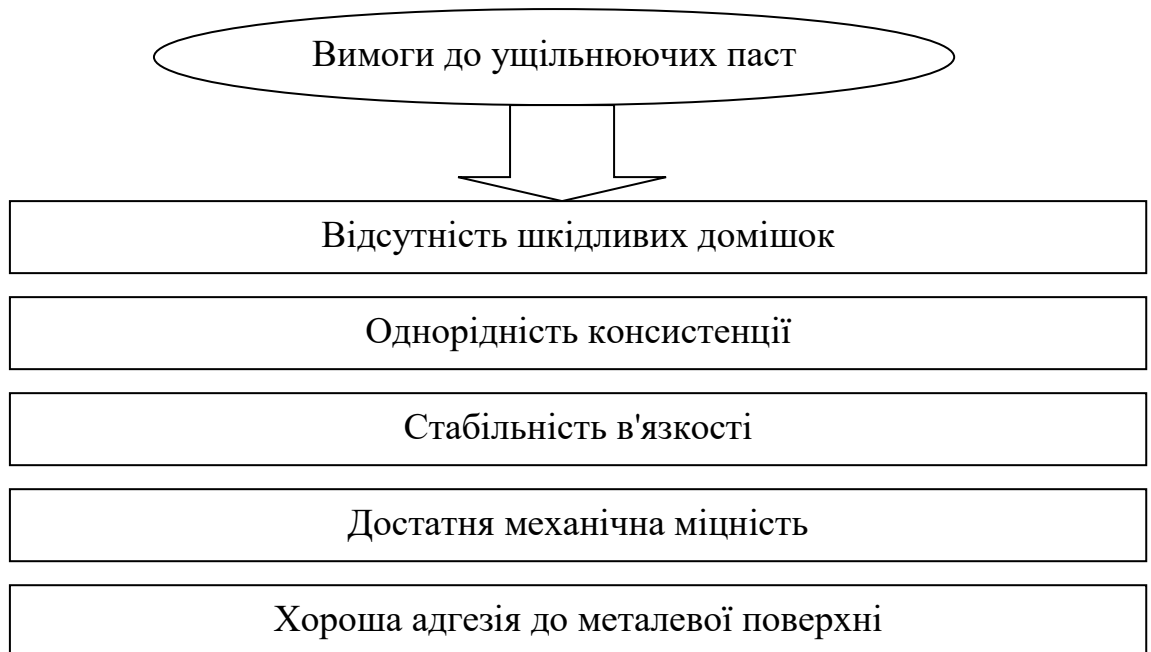 Вимоги до ущільнюючих паст
Відсутність шкідливих домішок
Однорідність консистенції
Стабільність в'язкості
Достатня механічна міцність
Хороша адгезія до металевої поверхні